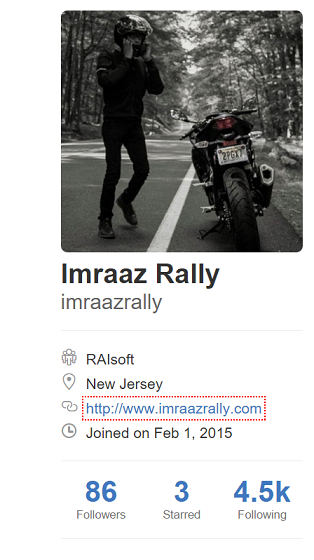 Imraaz Rally
imraazrally
RAIsoft
New Jersey
http://www.imraazrally.com
Joined on Feb 1, 2015
86 3 4.5k
Followers Starred Following